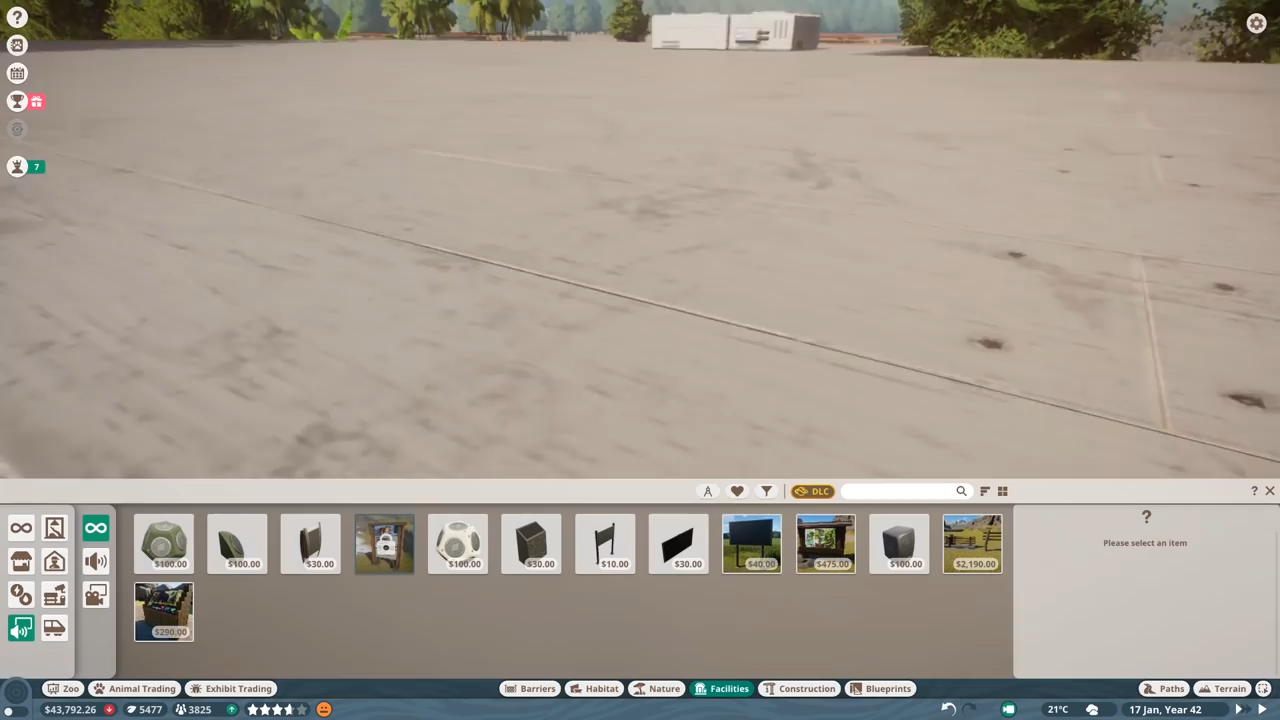 ?
7
DLC
?
$100.00
$100.00
$30.00
$100.00
$30.00
$10.00
$30.00
$40.00
$475.00
$100.00
$2,190.00
$290.00
?
Please select an item
Zoo
Animal Trading
Exhibit Trading
Barriers
Habitat
Nature
Facilities
Construction
Blueprints
Paths
Terrain
$43,792.26
5477
3825
21°C
17 Jan, Year 42